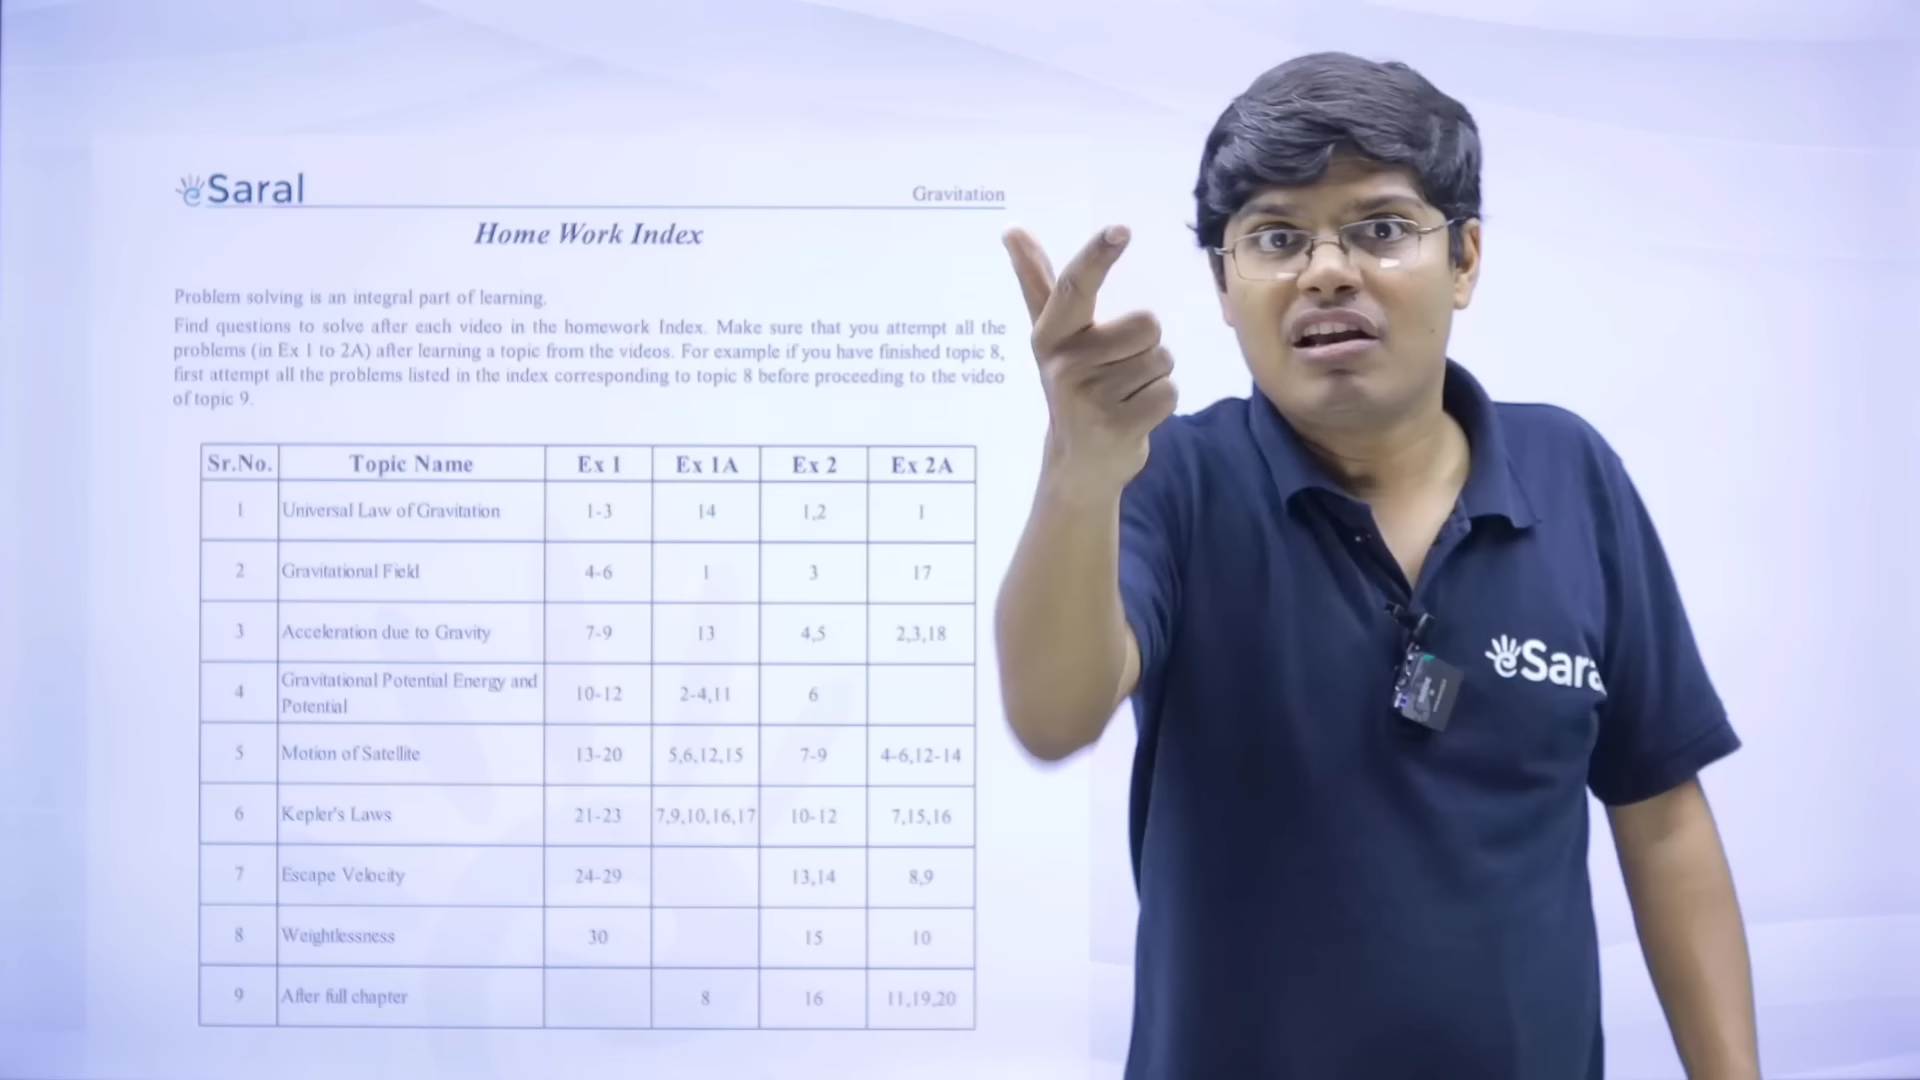 eSaral
Gravitation
Home Work Index
Problem solving is an integral part of learning.
Find questions to solve after each video in the homework Index. Make sure that you attempt all the
problems (in Ex 1 to 2A) after learning a topic from the videos. For example if you have finished topic 8,
first attempt all the problems listed in the index corresponding to topic 8 before proceeding to the video
of topic 9.
Sr.No. Topic Name Ex 1 Ex 1A Ex 2 Ex 2A
1 Universal Law of Gravitation 1-3 14 1,2 1
2 Gravitational Field 4-6 1 3 17
3 Acceleration due to Gravity 7-9 13 4,5 2,3,18
4 Gravitational Potential Energy and
Potential 10-12 2-4,11 6
5 Motion of Satellite 13-20 5,6,12,15 7-9 4-6,12-14
6 Kepler's Laws 21-23 7,9,10,16,17 10-12 7,15,16
7 Escape Velocity 24-29 13,14 8,9
8 Weightlessness 30 15 10
9 After full chapter 8 16 11,19,20
eSara